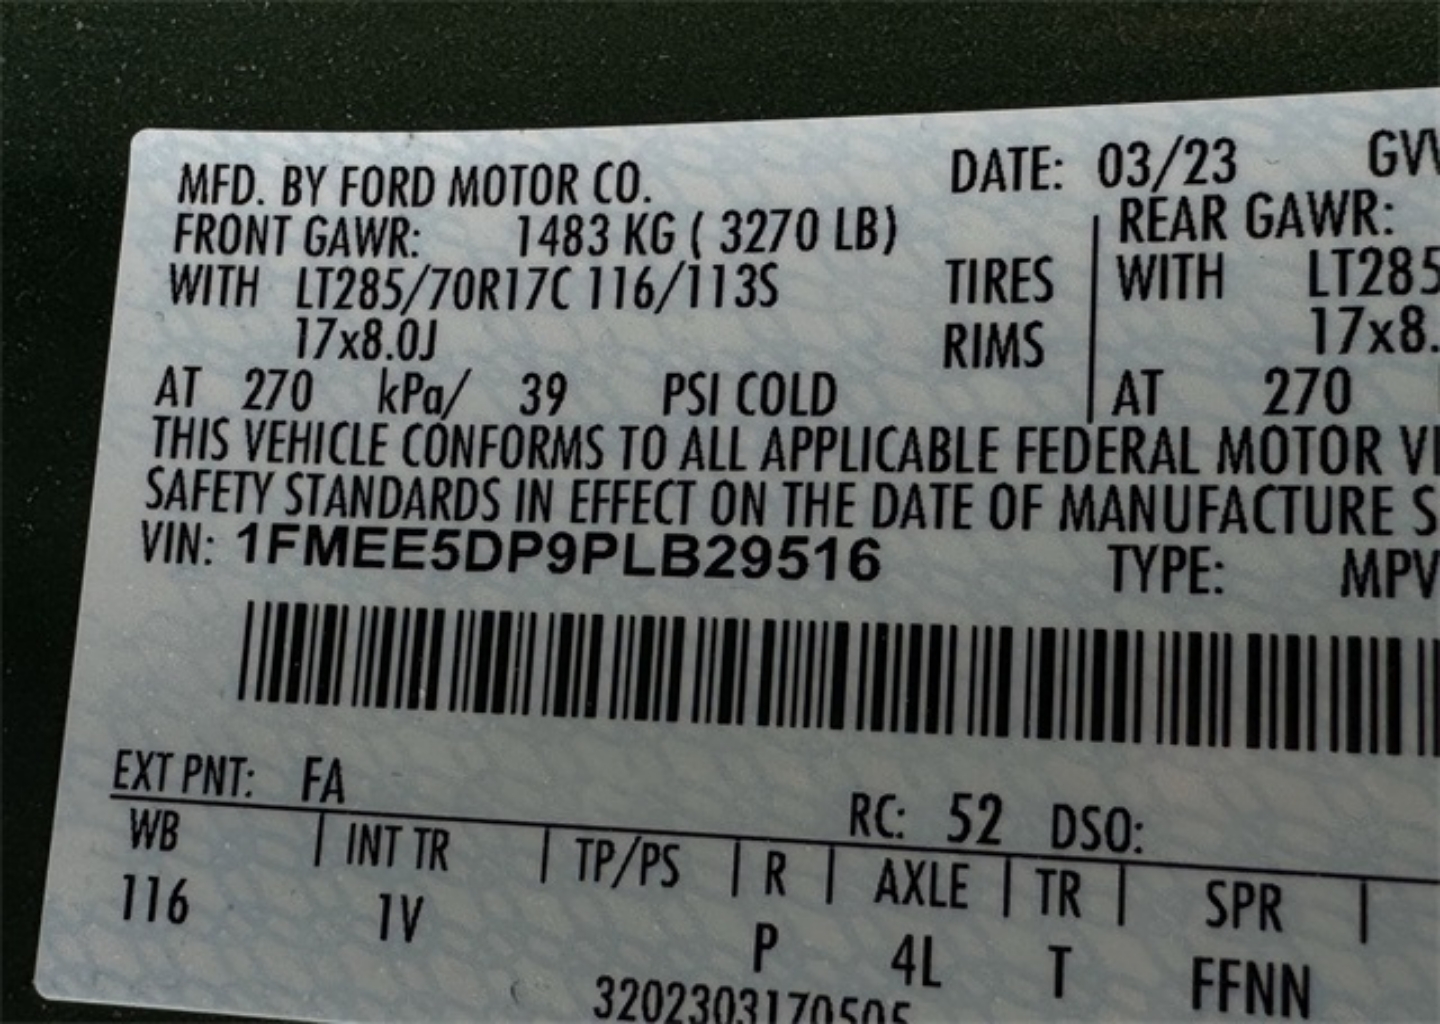 MFD. BY FORD MOTOR CO. DATE: 03/23
FRONT GAWR: 1483 KG ( 3270 LB) REAR GAWR:
WITH LT285/70R17C 116/113S TIRES WITH LT285
17x8.0J RIMS 17x8.
AT 270 kPa/ 39 PSI COLD AT 270
THIS VEHICLE CONFORMS TO ALL APPLICABLE FEDERAL MOTOR
SAFETY STANDARDS IN EFFECT ON THE DATE OF MANUFACTURE
VIN: 1FMEE5DP9PLB29516 TYPE: MPV
EXT PNT: FA RC: 52 DSO:
WB | INT TR | TP/PS | R | AXLE | TR | SPR |
116 1V P 4L T FFNN
3202303170505